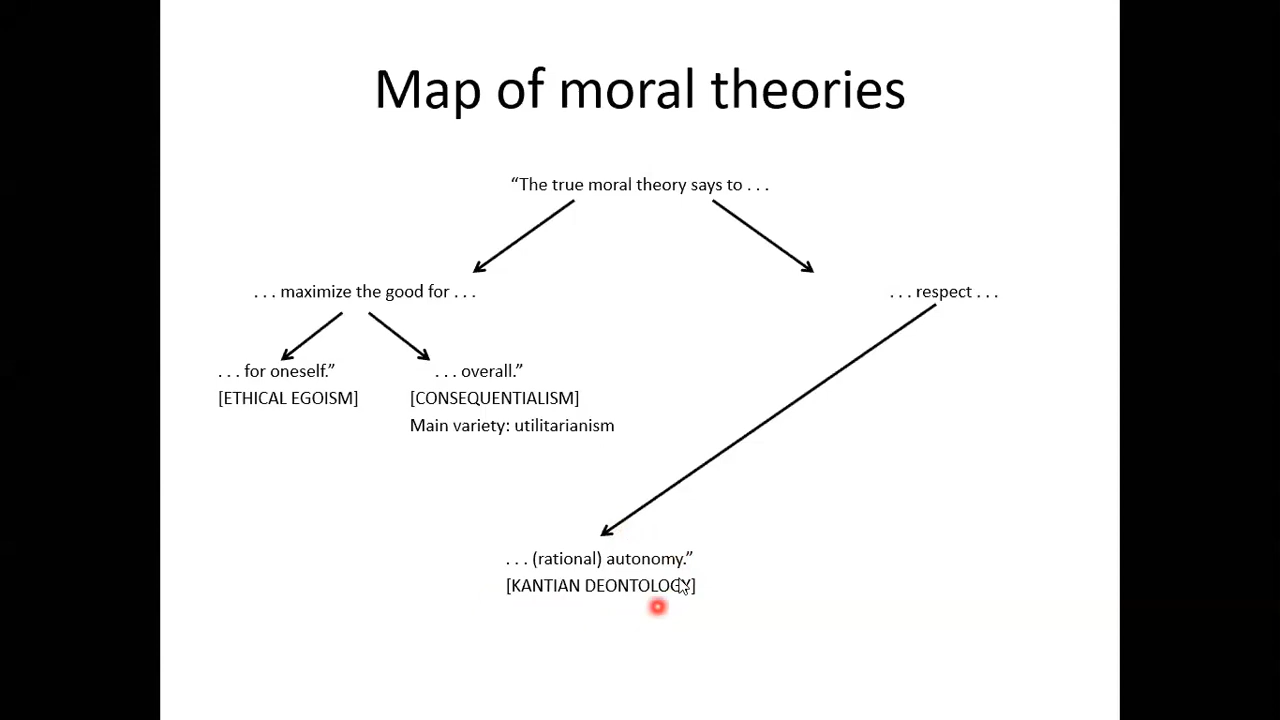 Map of moral theories
“The true moral theory says to . . .
. . . maximize the good for . . .
. . . respect . . .
. . . for oneself.”
. . . overall.”
[ETHICAL EGOISM]
[CONSEQUENTIALISM]
Main variety: utilitarianism
. . . (rational) autonomy.”
[KANTIAN DEONTOLOGY]